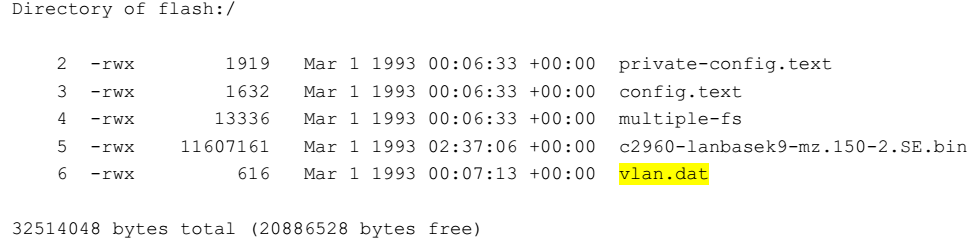 Directory of flash:/
2 -rwx 1919 Mar 1 1993 00:06:33 +00:00 private-config.text
3 -rwx 1632 Mar 1 1993 00:06:33 +00:00 config.text
4 -rwx 13336 Mar 1 1993 00:06:33 +00:00 multiple-fs
5 -rwx 11607161 Mar 1 1993 02:37:06 +00:00 c2960-lanbasek9-mz.150-2.SE.bin
6 -rwx 616 Mar 1 1993 00:07:13 +00:00 vlan.dat
32514048 bytes total (20886528 bytes free)